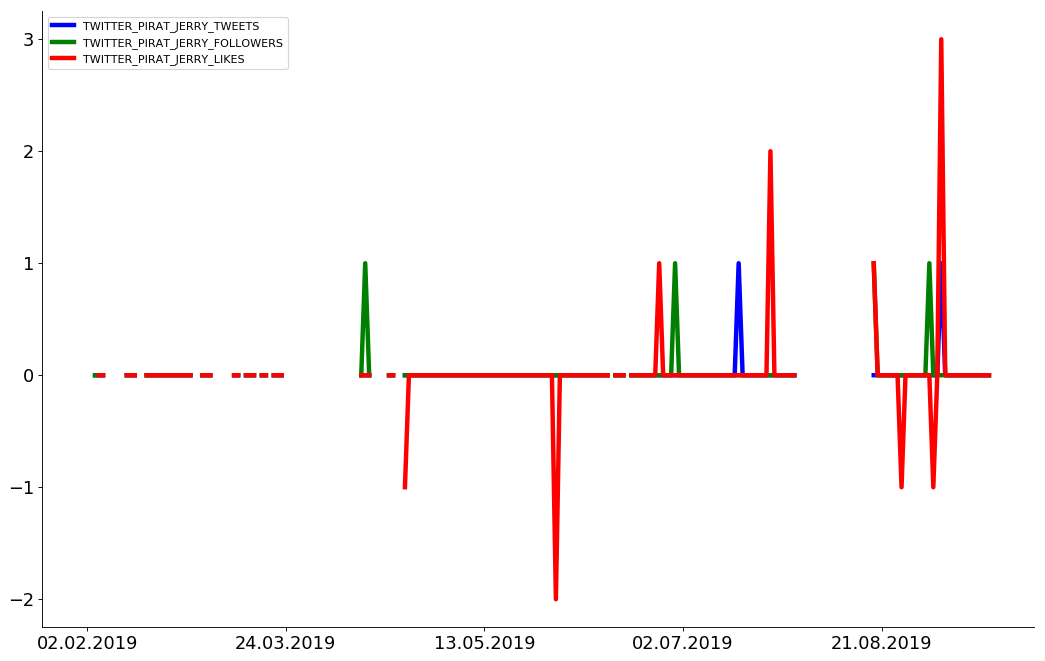 TWITTER_PIRAT_JERRY_TWEETS
TWITTER_PIRAT_JERRY_FOLLOWERS
TWITTER_PIRAT_JERRY_LIKES
3
2
1
0
−1
−2
02.02.2019 24.03.2019 13.05.2019 02.07.2019 21.08.2019